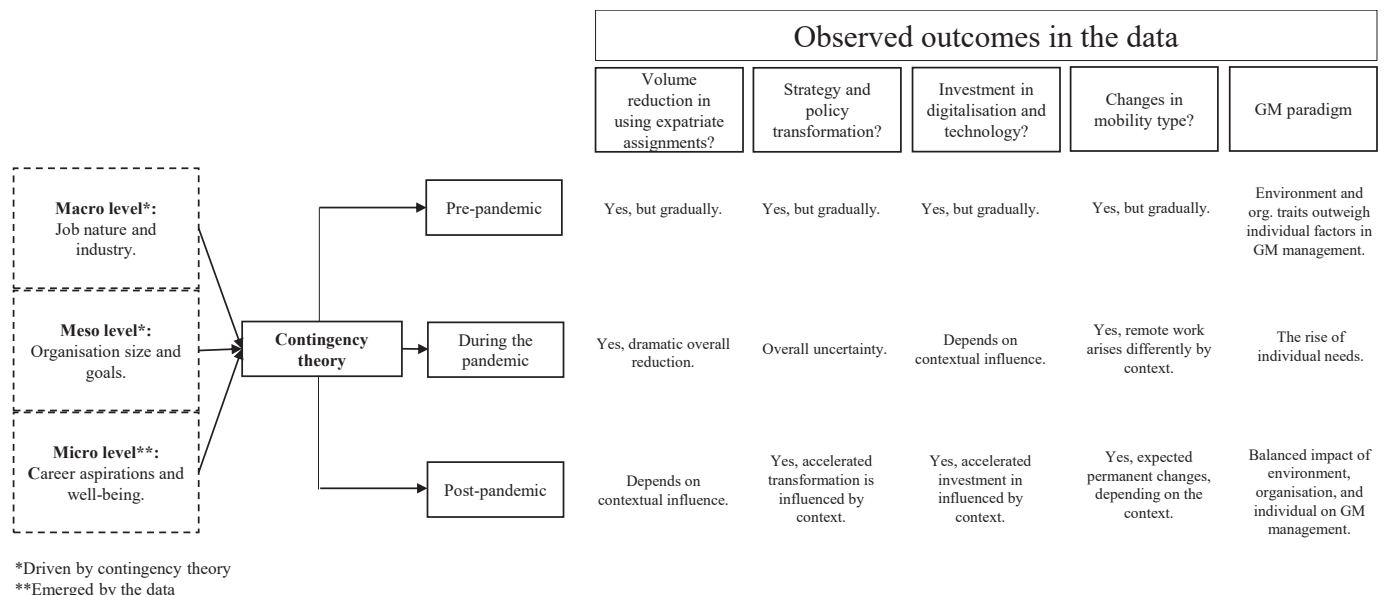 Observed outcomes in the data
Volume
reduction in
using expatriate
assignments?
Strategy and
policy
transformation?
Investment in
digitalisation and
technology?
Changes in
mobility type?
GM paradigm
Macro level*:
Job nature and
industry.
Meso level*:
Organisation size and
goals.
Micro level**:
Career aspirations and
well-being.
Contingency
theory
Pre-pandemic
Yes, but gradually.
Yes, but gradually.
Yes, but gradually.
Yes, but gradually.
Environment and
org. traits outweigh
individual factors in
GM management.
During the
pandemic
Yes, dramatic overall
reduction.
Overall uncertainty.
Depends on
contextual influence.
Yes, remote work
arises differently by
context.
The rise of
individual needs.
Post-pandemic
Depends on
contextual influence.
Yes, accelerated
transformation is
influenced by
context.
Yes, accelerated
investment in
influenced by
context.
Yes, expected
permanent changes,
depending on the
context.
Balanced impact of
environment,
organisation, and
individual on GM
management.
*Driven by contingency theory
**Emerged by the data